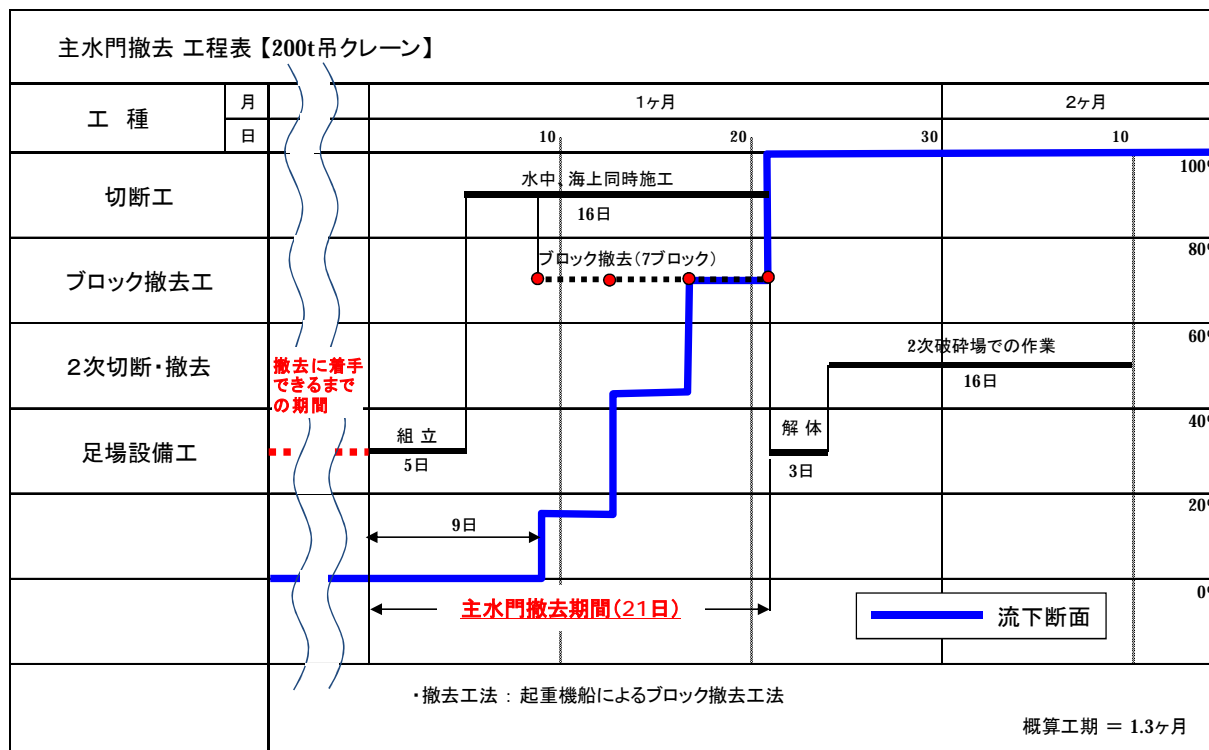 主水門撤去 工程表【200t吊クレーン】
工 種
月
1ヶ月
2ヶ月
日
10
20
30
10
100%
切断工
水中、海上同時施工
16日
80%
ブロック撤去工
ブロック撤去(7ブロック)
60%
2次切断・撤去
撤去に着手
できるまで
の期間
2次破砕場での作業
16日
40%
足場設備工
組 立
5日
解 体
3日
20%
9日
0%
主水門撤去期間(21日)
流下断面
・撤去工法 : 起重機船によるブロック撤去工法
概算工期 = 1.3ヶ月